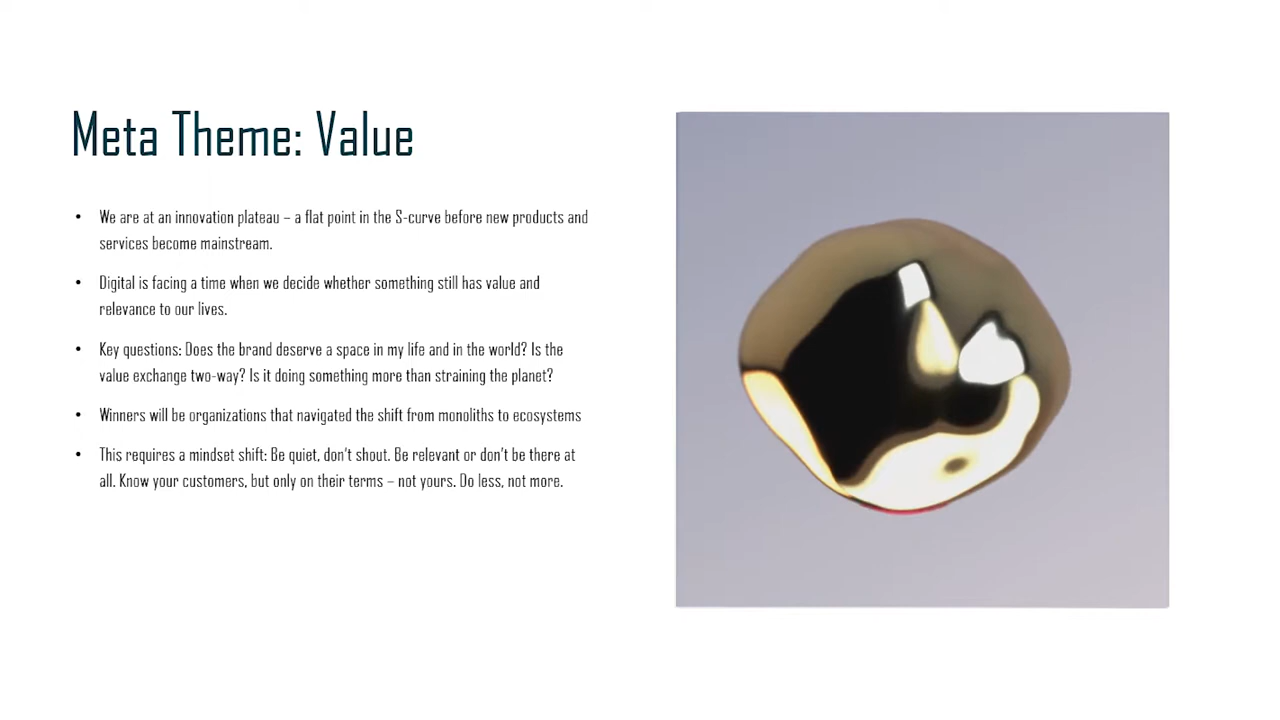 Meta Theme: Value
• We are at an innovation plateau – a flat point in the S-curve before new products and
services become mainstream.
• Digital is facing a time when we decide whether something still has value and
relevance to our lives.
• Key questions: Does the brand deserve a space in my life and in the world? Is the
value exchange two-way? Is it doing something more than straining the planet?
• Winners will be organizations that navigated the shift from monoliths to ecosystems
• This requires a mindset shift: Be quiet, don't shout. Be relevant or don't be there at
all. Know your customers, but only on their terms – not yours. Do less, not more.